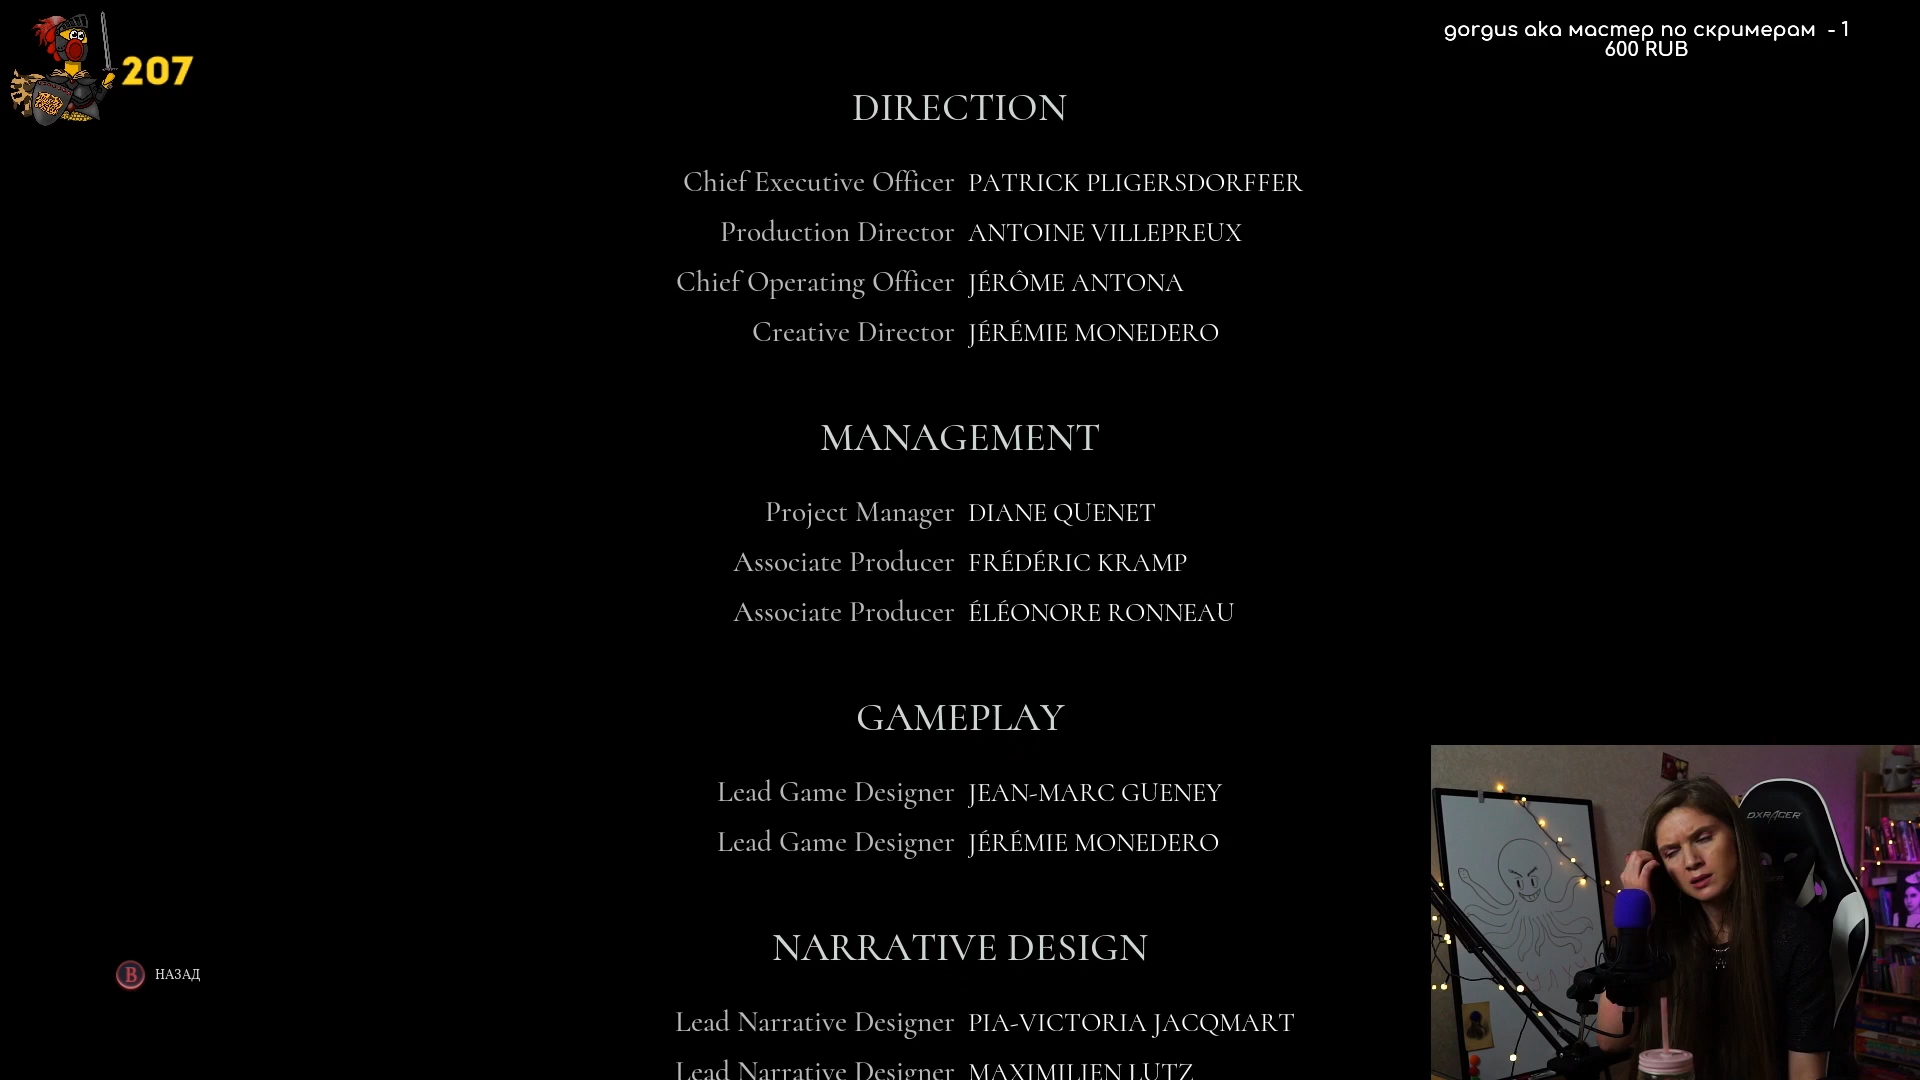 207
gorgus aka мастер по скримерам - 1
600 RUB
DIRECTION
Chief Executive Officer PATRICK PLIGERSDORFFER
Production Director ANTOINE VILLEPREUX
Chief Operating Officer JÉRÔME ANTONA
Creative Director JÉRÉMIE MONEDERO
MANAGEMENT
Project Manager DIANE QUENET
Associate Producer FRÉDÉRIC KRAMP
Associate Producer ÉLÉONORE RONNEAU
GAMEPLAY
Lead Game Designer JEAN-MARC GUENEY
Lead Game Designer JÉRÉMIE MONEDERO
DXRACER
NARRATIVE DESIGN
B НАЗАД
Lead Narrative Designer PIA-VICTORIA JACQMART
Lead Narrative Designer MAXIMILIEN LUTZ